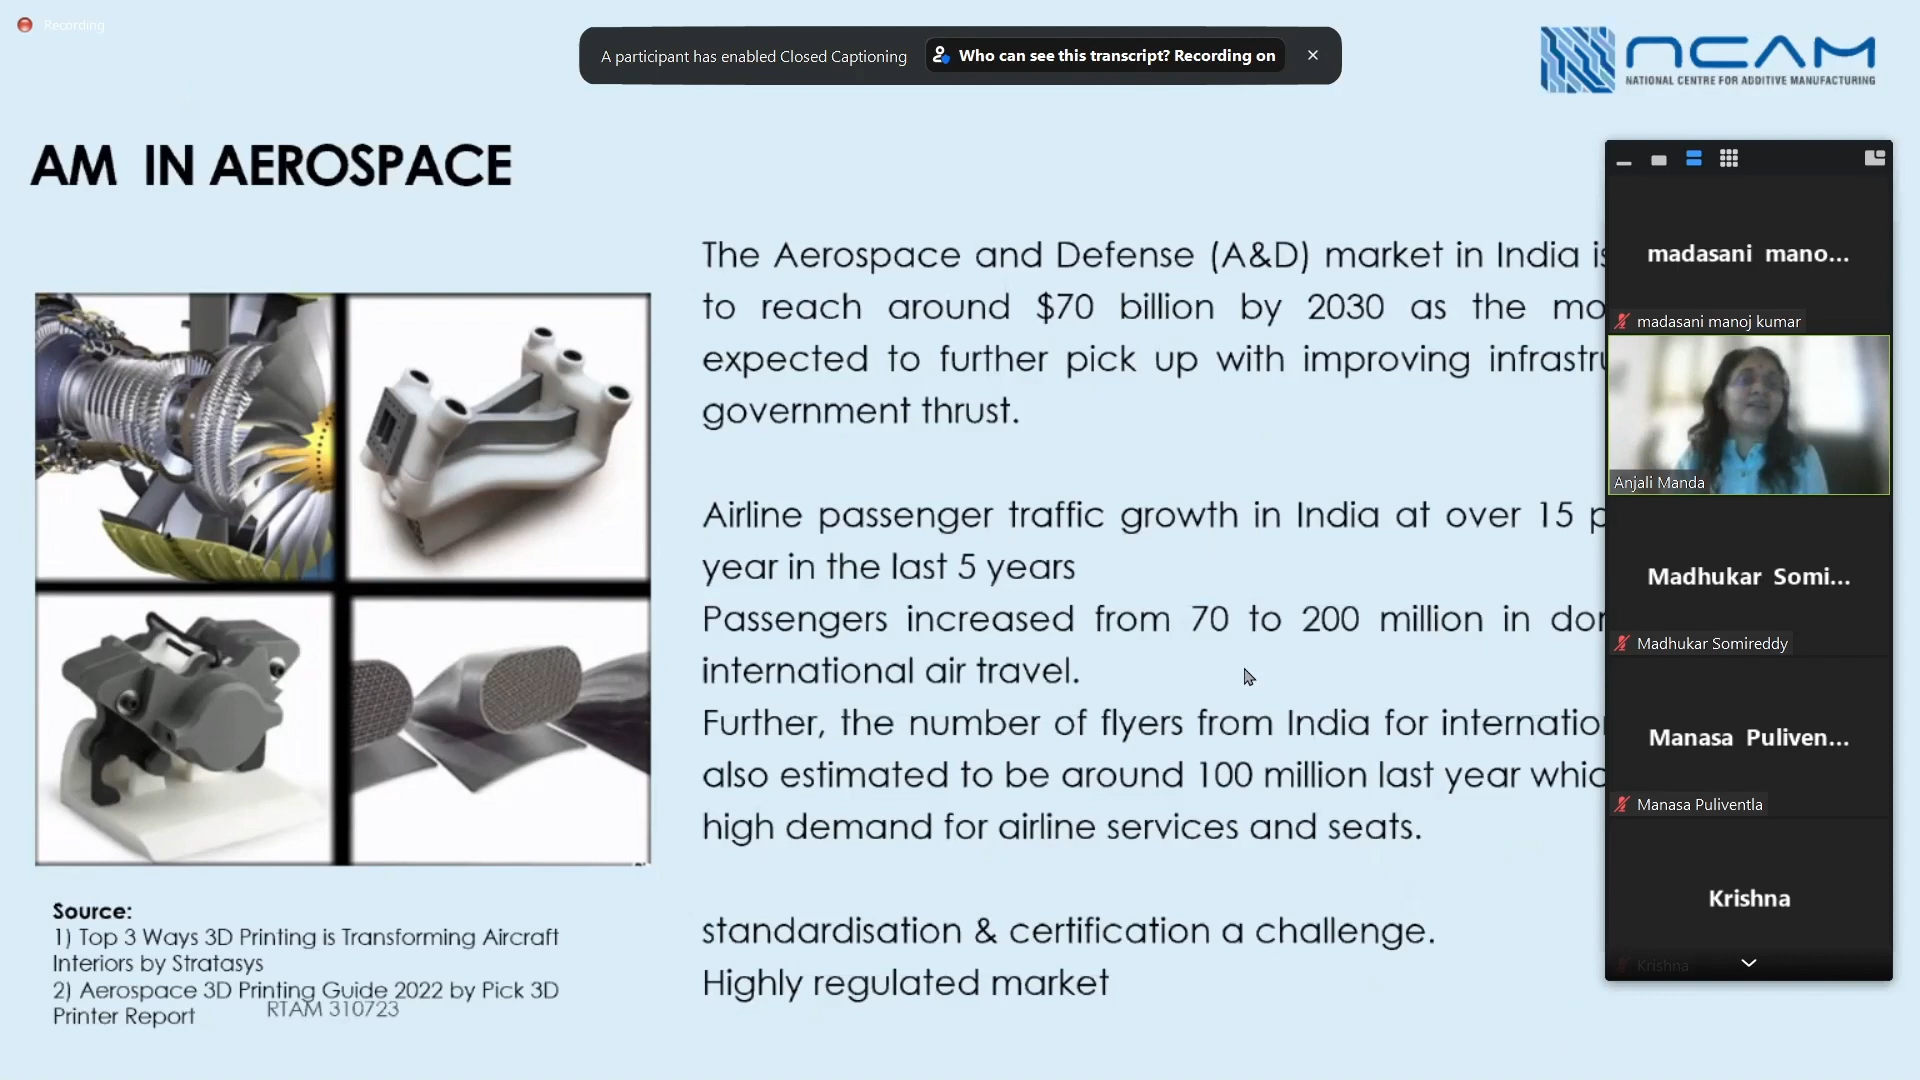 Recording
A participant has enabled Closed Captioning
Who can see this transcript? Recording on
ncam
NATIONAL CENTRE FOR ADDITIVE MANUFACTURING
AM IN AEROSPACE
The Aerospace and Defense (A&D) market in India is
to reach around $70 billion by 2030 as the mo
expected to further pick up with improving infrastru
government thrust.
Airline passenger traffic growth in India at over 15 p
year in the last 5 years
Passengers increased from 70 to 200 million in dom
international air travel.
Further, the number of flyers from India for internation
also estimated to be around 100 million last year whic
high demand for airline services and seats.
standardisation & certification a challenge.
Highly regulated market
Source:
1) Top 3 Ways 3D Printing is Transforming Aircraft
Interiors by Stratasys
2) Aerospace 3D Printing Guide 2022 by Pick 3D
Printer Report
RTAM 310723
madasani mano...
madasani manoj kumar
Anjali Manda
Madhukar Somi...
Madhukar Somireddy
Manasa Puliven...
Manasa Puliventla
Krishna
Krishna